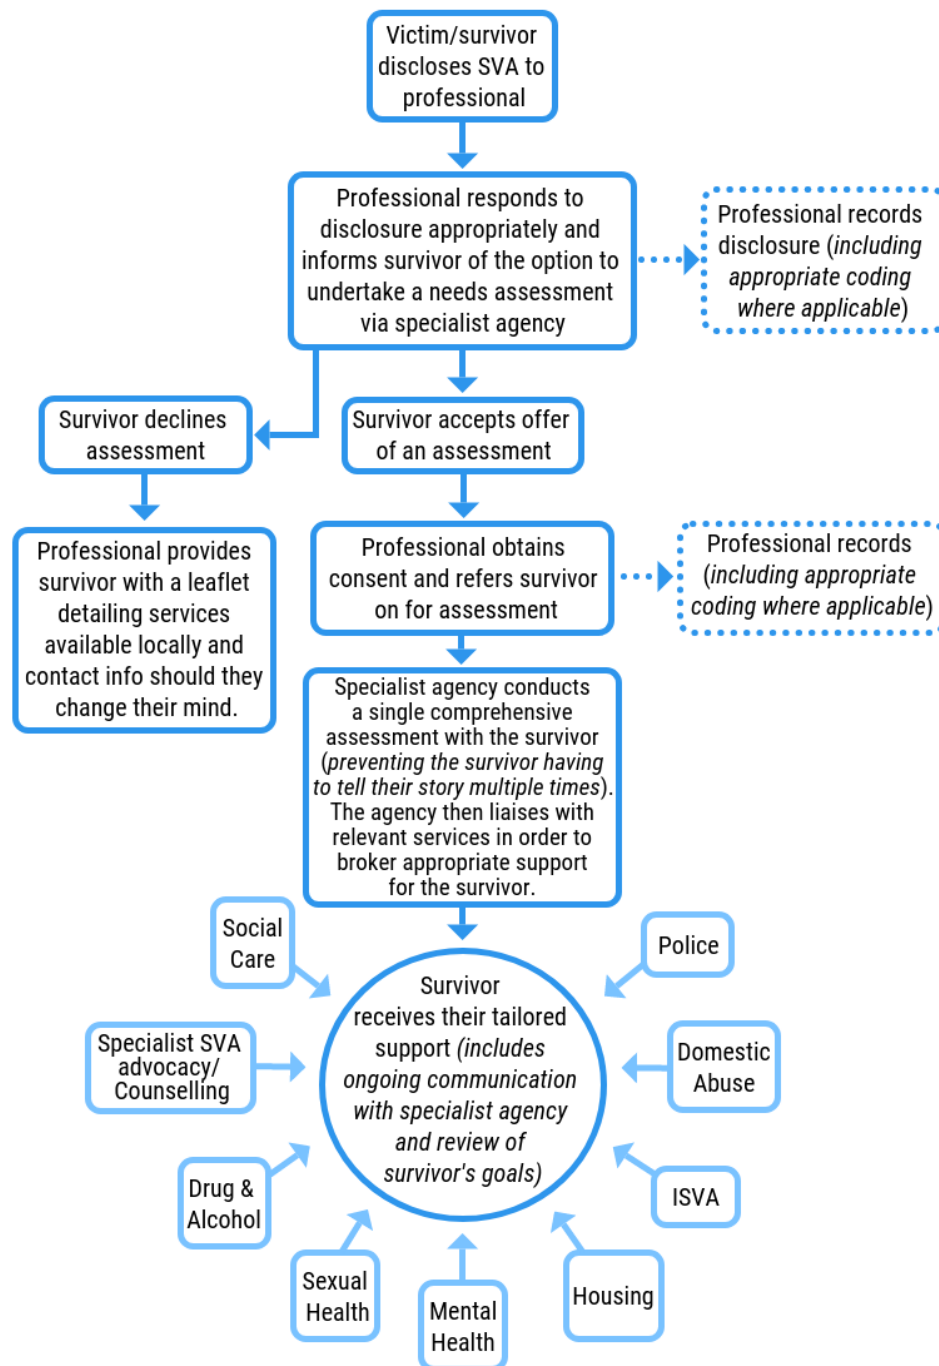 Victim/survivor
discloses SVA to
professional
Professional responds to
disclosure appropriately and
informs survivor of the option to
undertake a needs assessment
via specialist agency
Professional records
disclosure (including
appropriate coding
where applicable)
Survivor declines
assessment
Survivor accepts offer
of an assessment
Professional provides
survivor with a leaflet
detailing services
available locally and
contact info should they
change their mind.
Professional obtains
consent and refers survivor
on for assessment
Professional records
(including appropriate
coding where applicable)
Specialist agency conducts
a single comprehensive
assessment with the survivor
(preventing the survivor having
to tell their story multiple times).
The agency then liaises with
relevant services in order to
broker appropriate support
for the survivor.
Social
Care
Police
Survivor
receives their tailored
support (includes
ongoing communication
with specialist agency
and review of
survivor's goals)
Specialist SVA
advocacy/
Counselling
Domestic
Abuse
Drug &
Alcohol
ISVA
Sexual
Health
Mental
Health
Housing